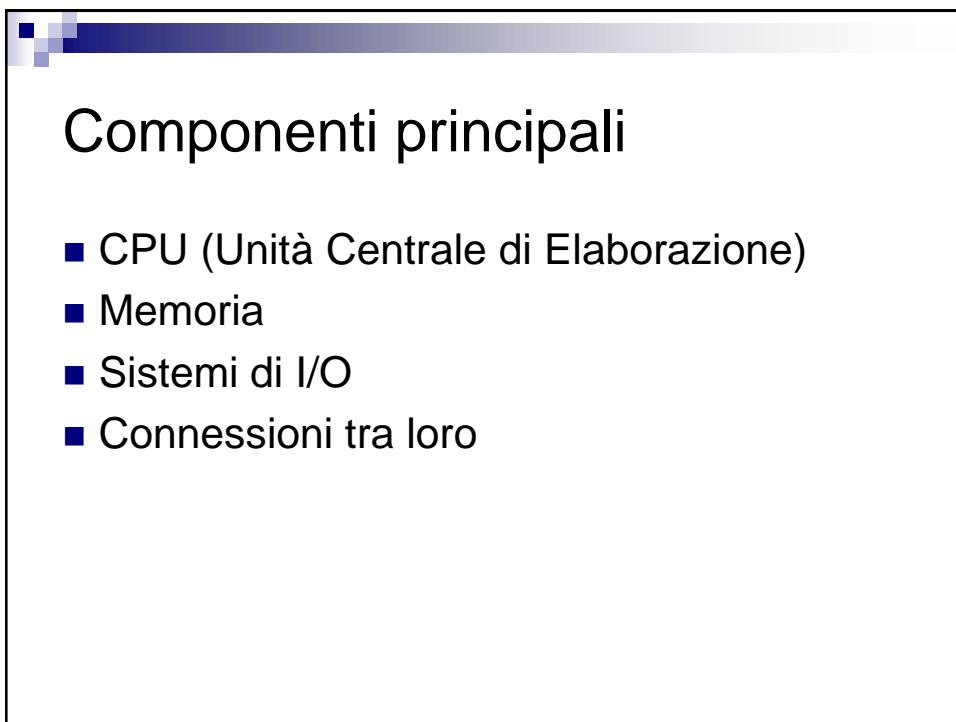 Componenti principali
CPU (Unità Centrale di Elaborazione)
Memoria
Sistemi di I/O
Connessioni tra loro